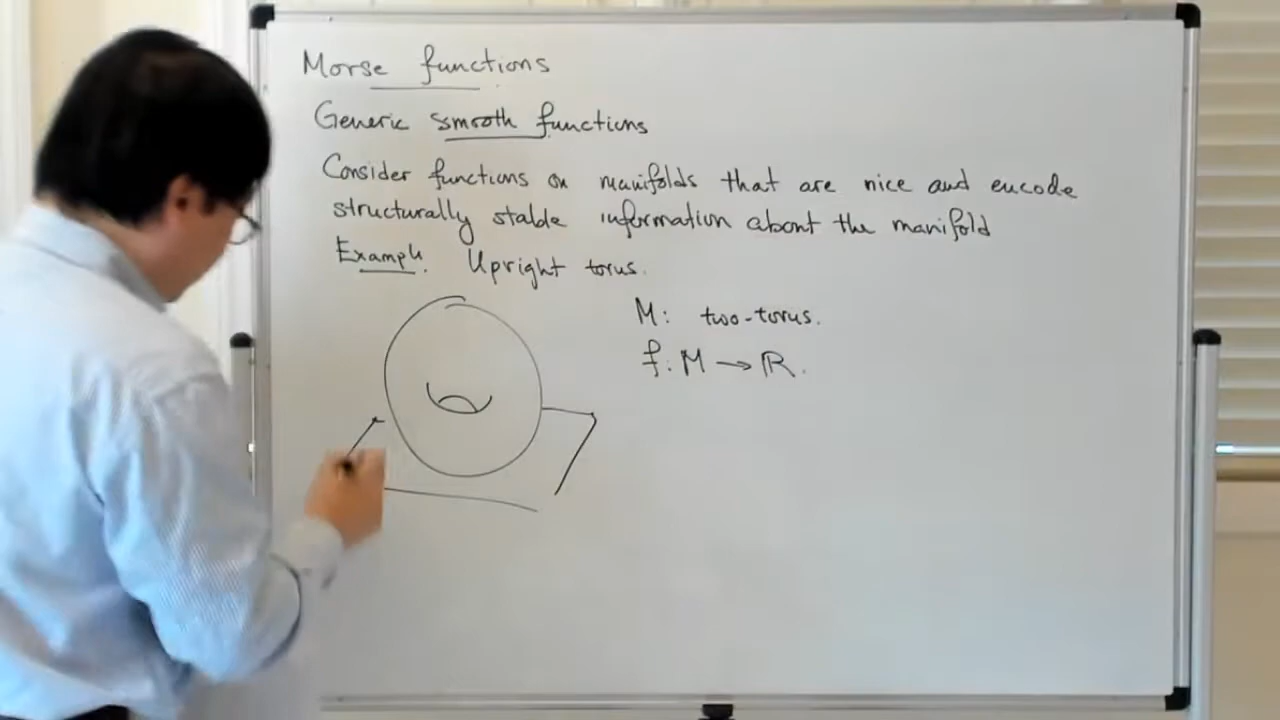 Morse functions
Generic smooth functions
Consider functions on manifolds that are nice and encode
structurally stable information about the manifold
Example. Upright torus.
M: two-torus.
f: M → ℝ.